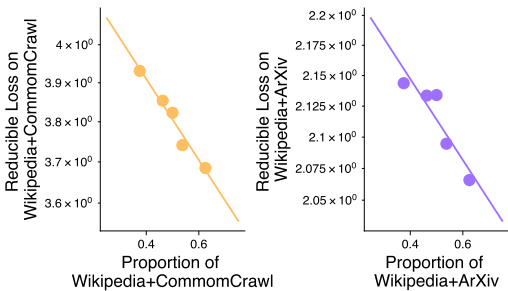 Reducible Loss on
Wikipedia+CommomCrawl
4 × 10⁰
3.9 × 10⁰
3.8 × 10⁰
3.7 × 10⁰
3.6 × 10⁰
0.4 0.6
Proportion of
Wikipedia+CommomCrawl
Reducible Loss on
Wikipedia+ArXiv
2.2 × 10⁰
2.175 × 10⁰
2.15 × 10⁰
2.125 × 10⁰
2.1 × 10⁰
2.075 × 10⁰
2.05 × 10⁰
0.4 0.6
Proportion of
Wikipedia+ArXiv